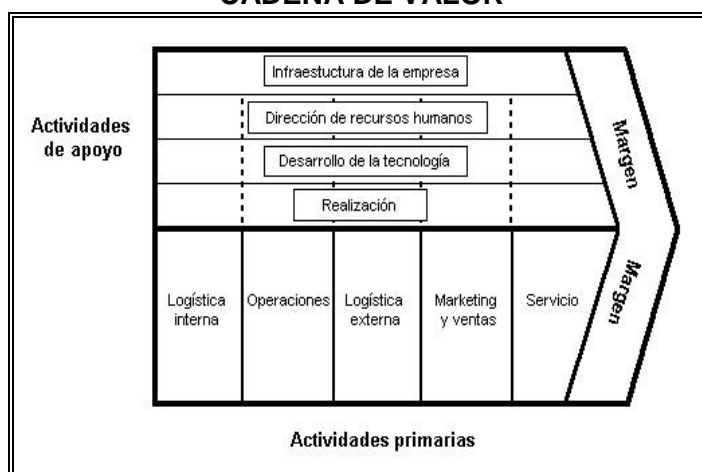 CADENA DE VALOR
Infraestuctura de la empresa
Dirección de recursos humanos
Desarrollo de la tecnología
Realización
Actividades
de apoyo
Margen
Margen
Logística
interna
Operaciones
Logística
externa
Marketing
y ventas
Servicio
Actividades primarias